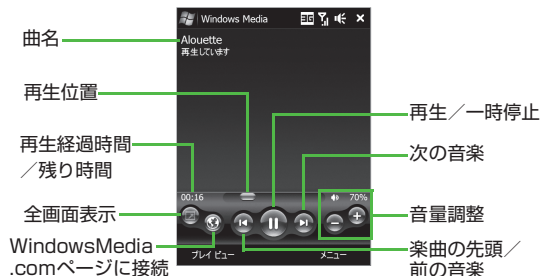 Windows Media
3G
曲名
Alouette
再生しています
再生位置
再生/一時停止
再生経過時間
/残り時間
次の音楽
00:16
70%
全画面表示
音量調整
WindowsMedia
.comページに接続
プレイ ビュー
メニュー
楽曲の先頭/
前の音楽